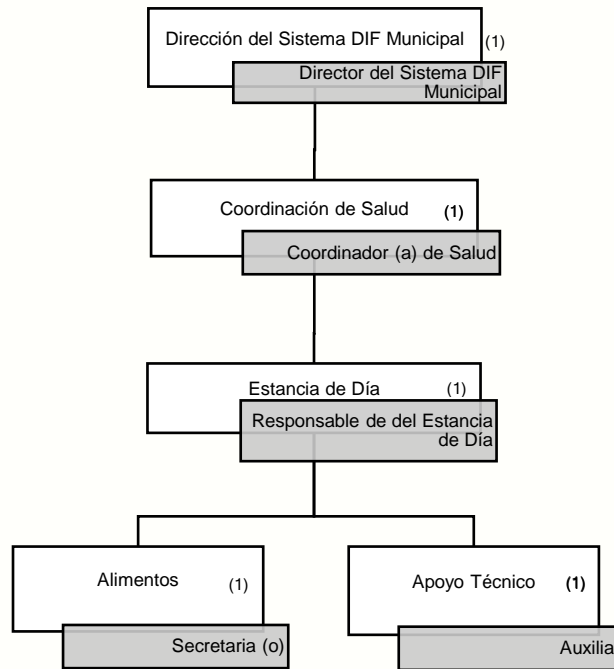 Dirección del Sistema DIF Municipal (1)
Director del Sistema DIF
Municipal
Coordinación de Salud (1)
Coordinador (a) de Salud
Estancia de Día (1)
Responsable de del Estancia
de Día
Alimentos (1)
Secretaria (o)
Apoyo Técnico (1)
Auxilia